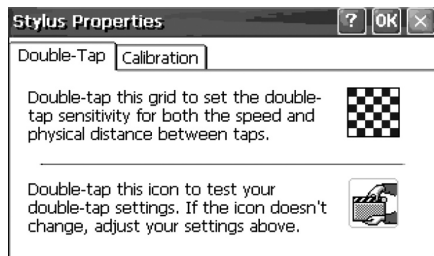 Stylus Properties ? OK ×
Double-Tap Calibration
Double-tap this grid to set the double-
tap sensitivity for both the speed and
physical distance between taps.
Double-tap this icon to test your
double-tap settings. If the icon doesn't
change, adjust your settings above.